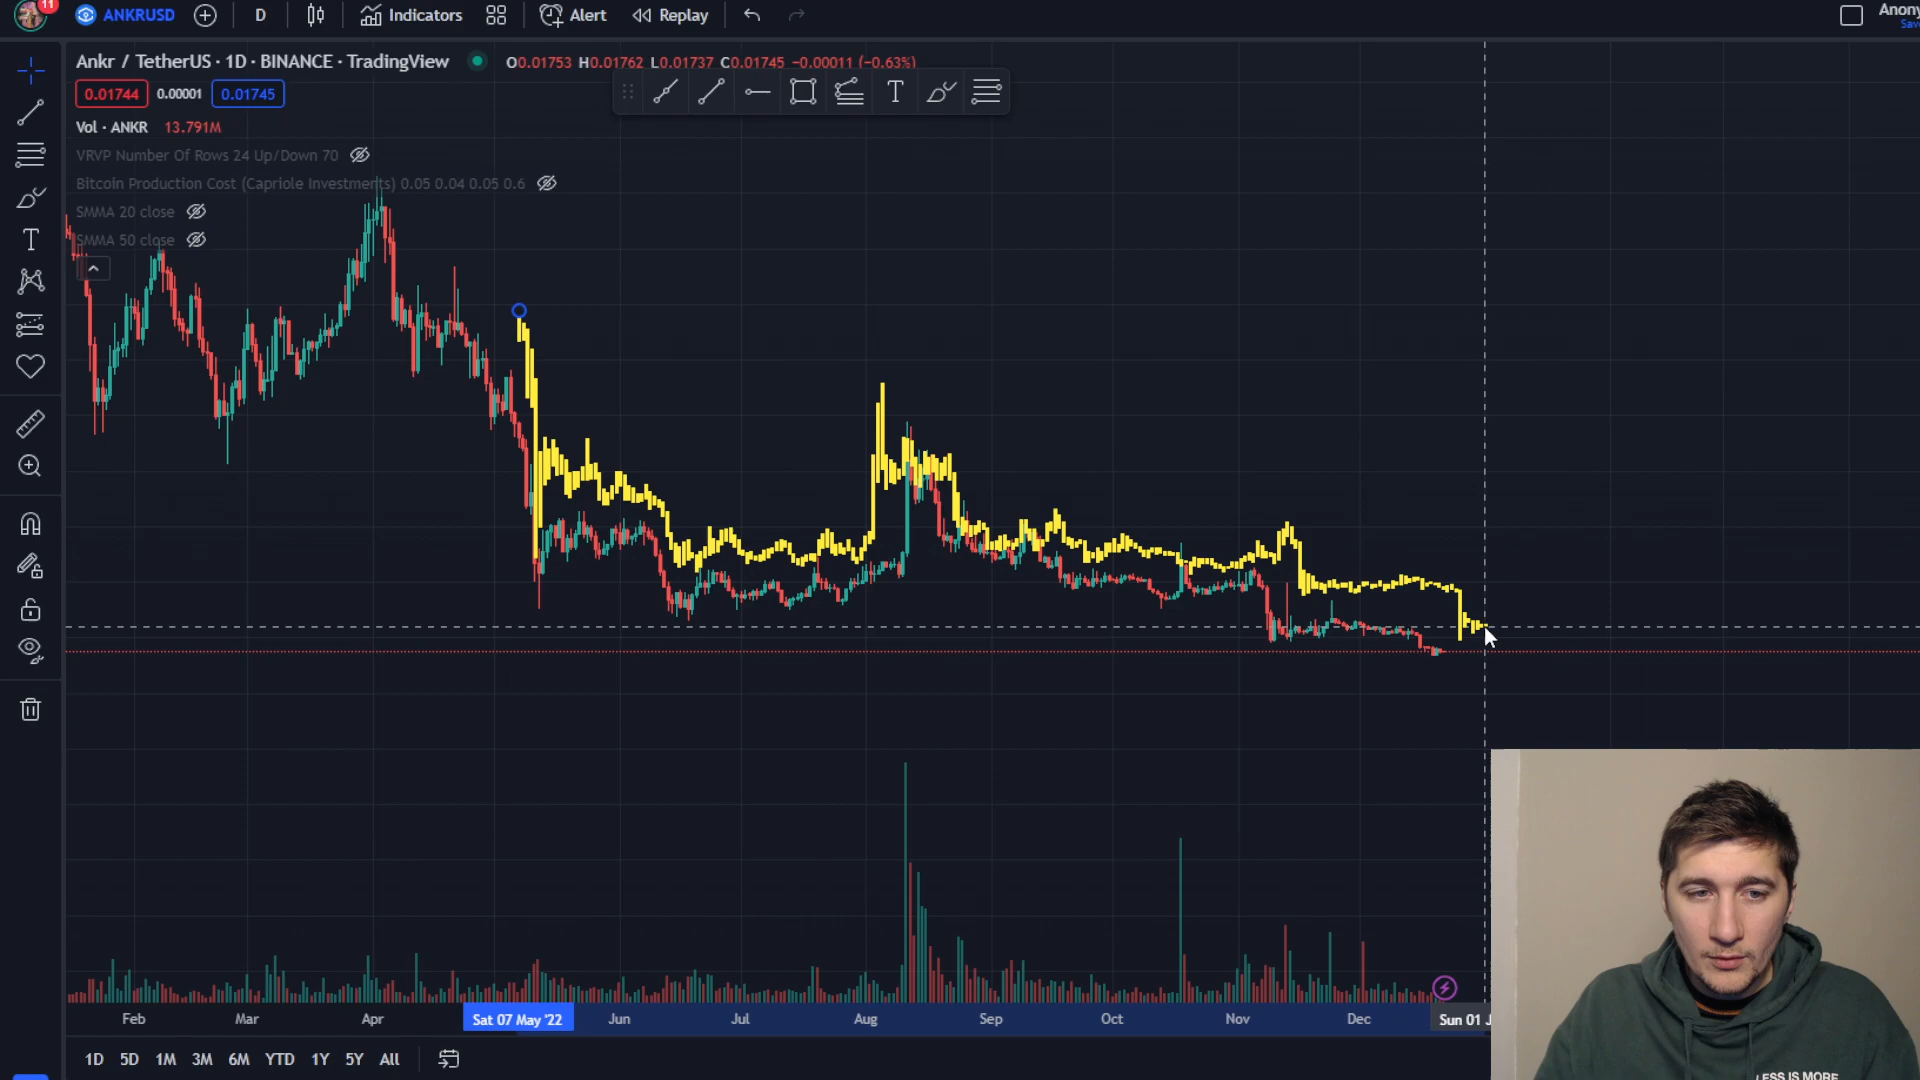 11
ANKRUSD
D
Indicators
Alert
Replay
Anony
Sav
Ankr / TetherUS · 1D · BINANCE · TradingView
O0.01753 H0.01762 L0.01737 C0.01745 −0.00011 (−0.63%)
0.01744
0.00001
0.01745
Vol · ANKR 13.791M
VRVP Number Of Rows 24 Up/Down 70
Bitcoin Production Cost (Capriole Investments) 0.05 0.04 0.05 0.6
SMMA 20 close
SMMA 50 close
T
T
Feb Mar Apr Sat 07 May '22 Jun Jul Aug Sep Oct Nov Dec Sun 01 J
1D 5D 1M 3M 6M YTD 1Y 5Y All
LESS IS MORE